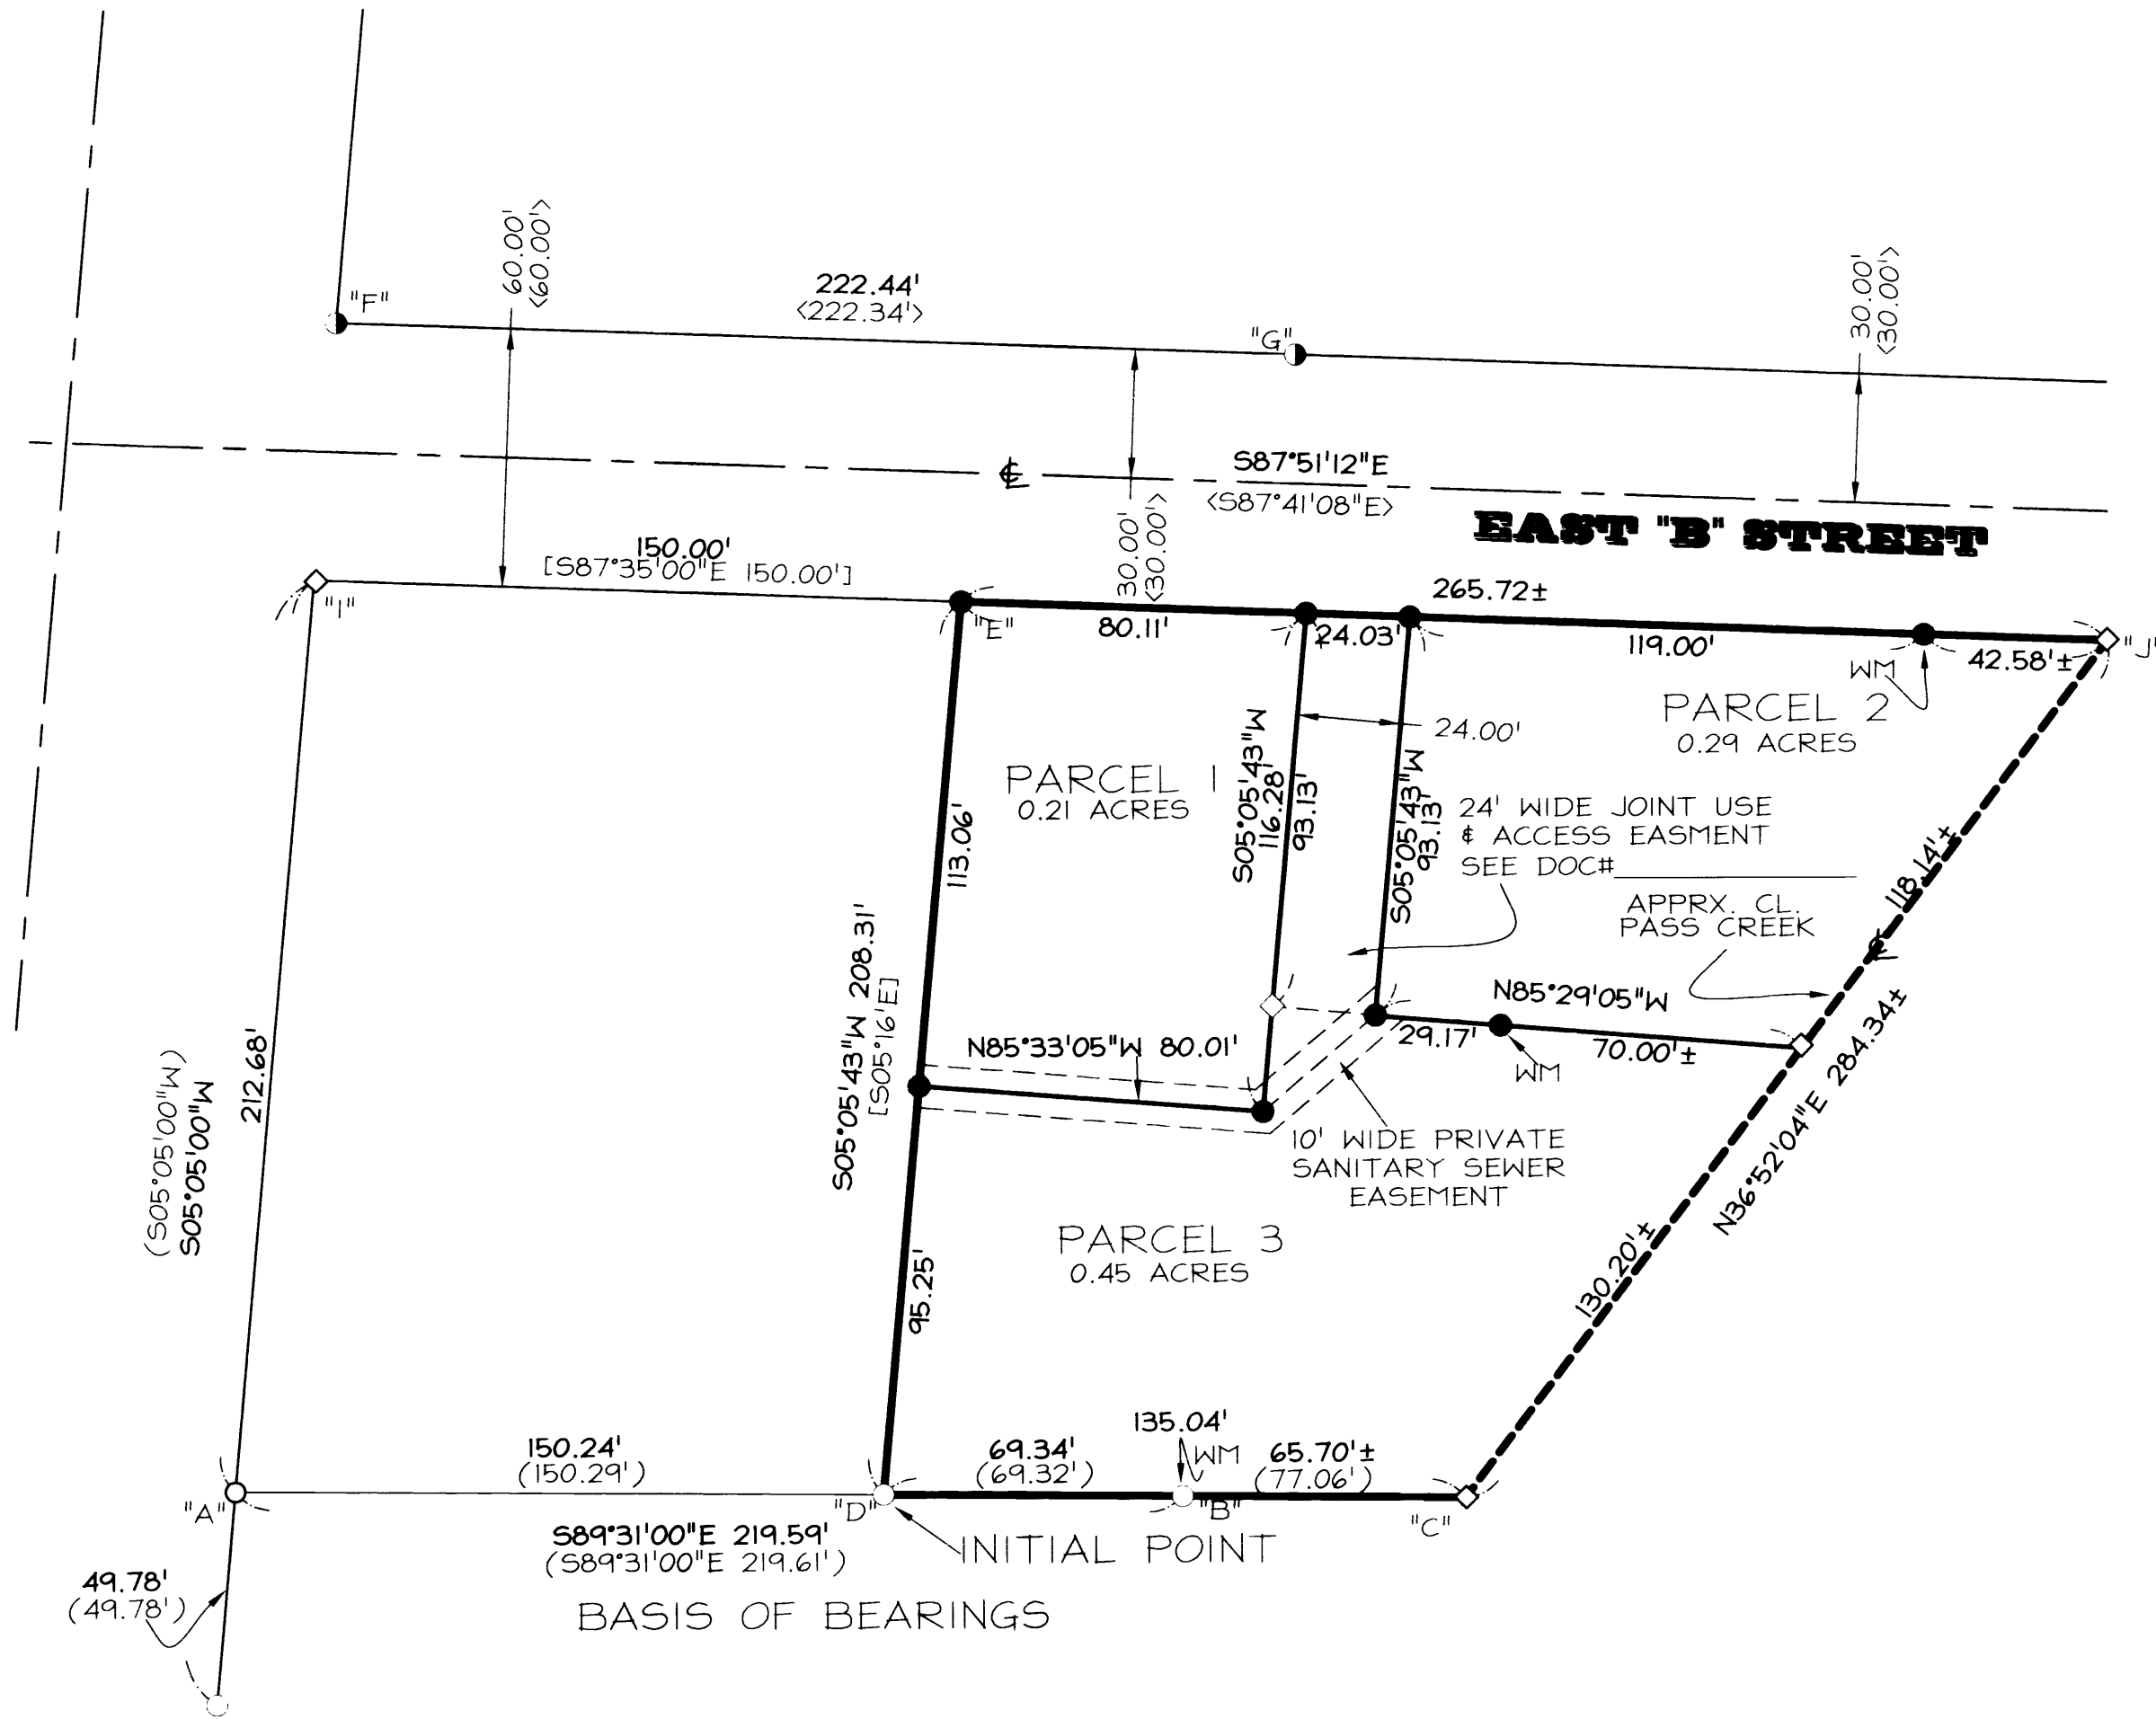 60.00'
<60.00'>
222.44'
<222.34'>
30.00'
<30.00'>
"F"
"G"
S87°51'12"E
<S87°41'08"E>
30.00'
<30.00'>
EAST "B" STREET
150.00'
[S87°35'00"E 150.00']
"I"
265.72±
"E"
80.11'
24.03'
119.00'
WM
42.58'±
"J"
PARCEL 2
0.29 ACRES
24.00'
PARCEL 1
0.21 ACRES
S05°05'43"W
116.28'
93.13'
S05°05'43"W
93.13'
24' WIDE JOINT USE
& ACCESS EASMENT
SEE DOC#
113.06'
118.14'±
APPRX. CL.
PASS CREEK
S05°05'43"W 208.31'
[S05°16'E]
N85°29'05"W
29.17'
70.00'±
WM
N85°33'05"W 80.01'
212.68'
(S05°05'00"W)
S05°05'00"W
10' WIDE PRIVATE
SANITARY SEWER
EASEMENT
N36°52'04"E 284.34±
PARCEL 3
0.45 ACRES
95.25'
130.20'±
135.04'
WM
150.24'
(150.29')
69.34'
(69.32')
65.70'±
(77.06')
"A"
"D"
"B"
"C"
S89°31'00"E 219.59'
(S89°31'00"E 219.61')
INITIAL POINT
49.78'
(49.78')
BASIS OF BEARINGS